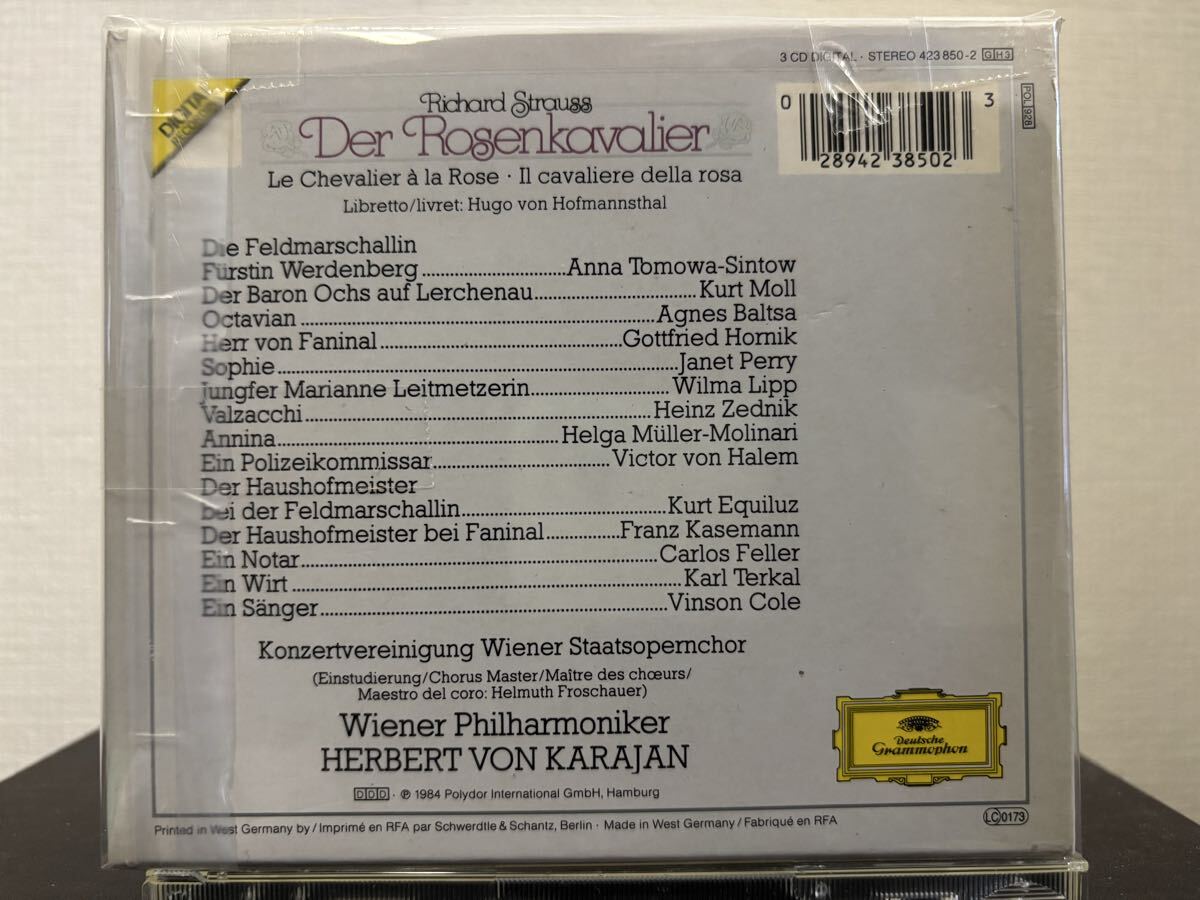 3 CD DIGITAL · STEREO 423 850-2 GH3
POL 928
DIGITAL
0 28942 38502 3
Richard Strauss
Der Rosenkavalier
Le Chevalier à la Rose · Il cavaliere della rosa
Libretto/livret: Hugo von Hofmannsthal
Die Feldmarschallin
Fürstin Werdenberg..................Anna Tomowa-Sintow
Der Baron Ochs auf Lerchenau..................Kurt Moll
Octavian..................Agnes Baltsa
Herr von Faninal..................Gottfried Hornik
Sophie..................Janet Perry
Jungfer Marianne Leitmetzerin..................Wilma Lipp
Valzacchi..................Heinz Zednik
Annina..................Helga Müller-Molinari
Ein Polizeikommissar..................Victor von Halem
Der Haushofmeister
bei der Feldmarschallin..................Kurt Equiluz
Der Haushofmeister bei Faninal..................Franz Kasemann
Ein Notar..................Carlos Feller
Ein Wirt..................Karl Terkal
Ein Sänger..................Vinson Cole
Konzertvereinigung Wiener Staatsopernchor
(Einstudierung/Chorus Master/Maître des chœurs/
Maestro del coro: Helmuth Froschauer)
Wiener Philharmoniker
HERBERT VON KARAJAN
Deutsche
Grammophon
DDD · ℗ 1984 Polydor International GmbH, Hamburg
Printed in West Germany by / Imprimé en RFA par Schwerdtle & Schantz, Berlin · Made in West Germany / Fabriqué en RFA
LC 0173